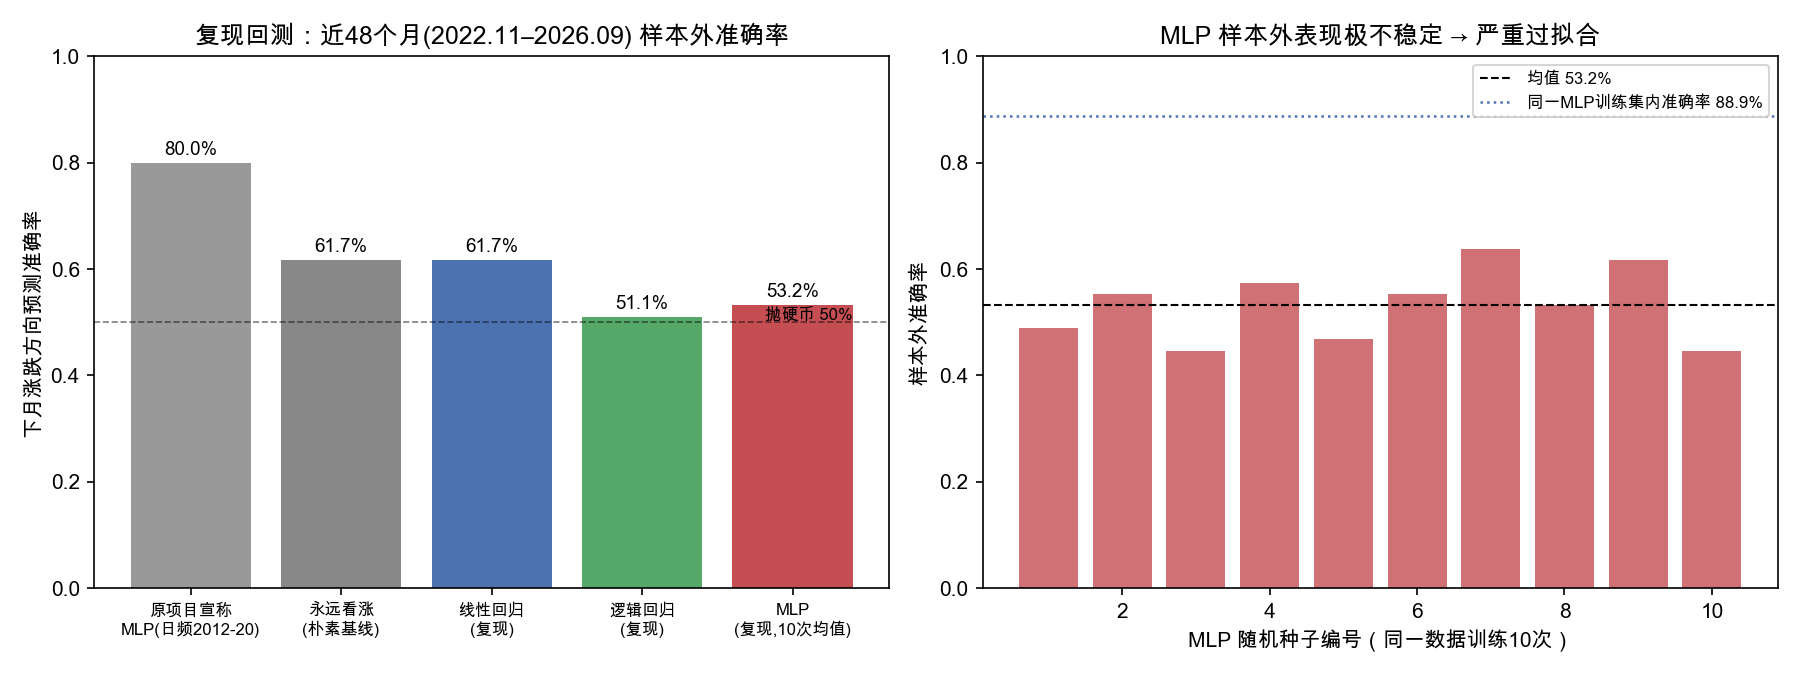 复现回测：近48个月(2022.11–2026.09) 样本外准确率
下月涨跌方向预测准确率
1.0
0.8
0.6
0.4
0.2
0.0
80.0%
61.7%
61.7%
51.1%
53.2%
抛硬币 50%
原项目宣称
MLP(日频2012-20)
永远看涨
(朴素基线)
线性回归
(复现)
逻辑回归
(复现)
MLP
(复现,10次均值)
MLP 样本外表现极不稳定 → 严重过拟合
样本外准确率
1.0
0.8
0.6
0.4
0.2
0.0
均值 53.2%
同一MLP训练集内准确率 88.9%
2
4
6
8
10
MLP 随机种子编号（同一数据训练10次）